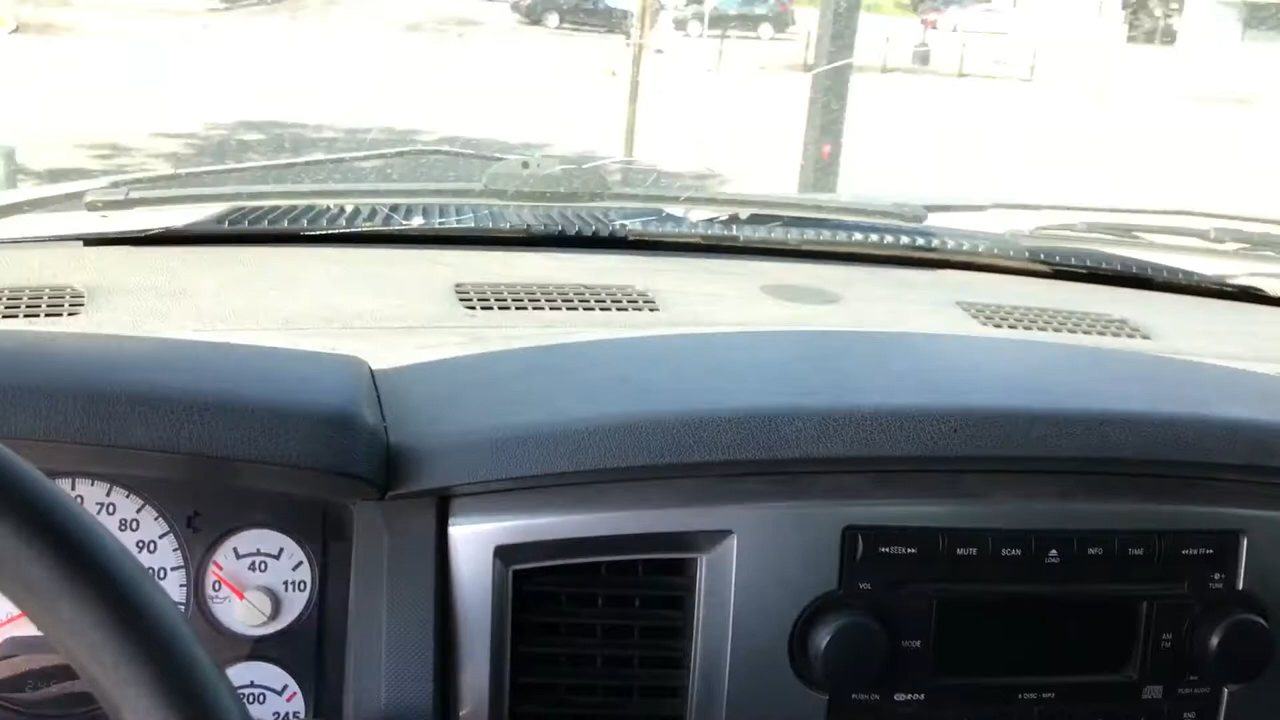 70
80
90
40
0
110
200
245
SEEK
MUTE
SCAN
LOAD
INFO
TIME
RW FF
VOL
TUNE
MODE
AM
FM
PUSH ON
R·D·S
6 DISC · MP3
PUSH AUDIO
RND